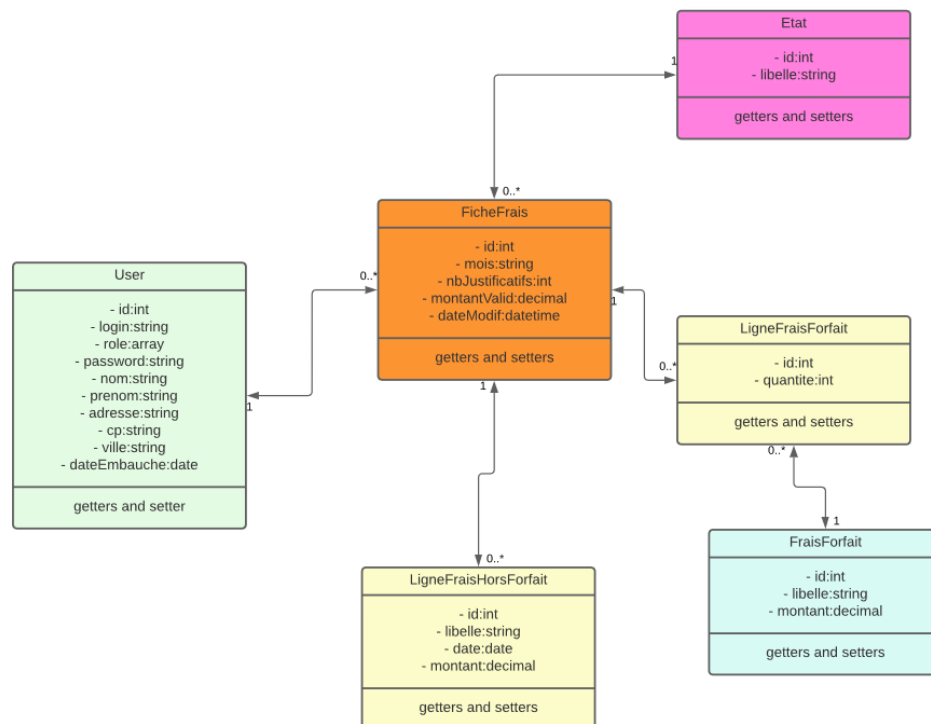 Etat
- id:int
- libelle:string
getters and setters
1
0..*
FicheFrais
- id:int
- mois:string
- nbJustificatifs:int
- montantValid:decimal
- dateModif:datetime
getters and setters
0..*
1
1
User
- id:int
- login:string
- role:array
- password:string
- nom:string
- prenom:string
- adresse:string
- cp:string
- ville:string
- dateEmbauche:date
getters and setter
1
LigneFraisForfait
- id:int
- quantite:int
getters and setters
0..*
0..*
1
FraisForfait
- id:int
- libelle:string
- montant:decimal
getters and setters
0..*
LigneFraisHorsForfait
- id:int
- libelle:string
- date:date
- montant:decimal
getters and setters